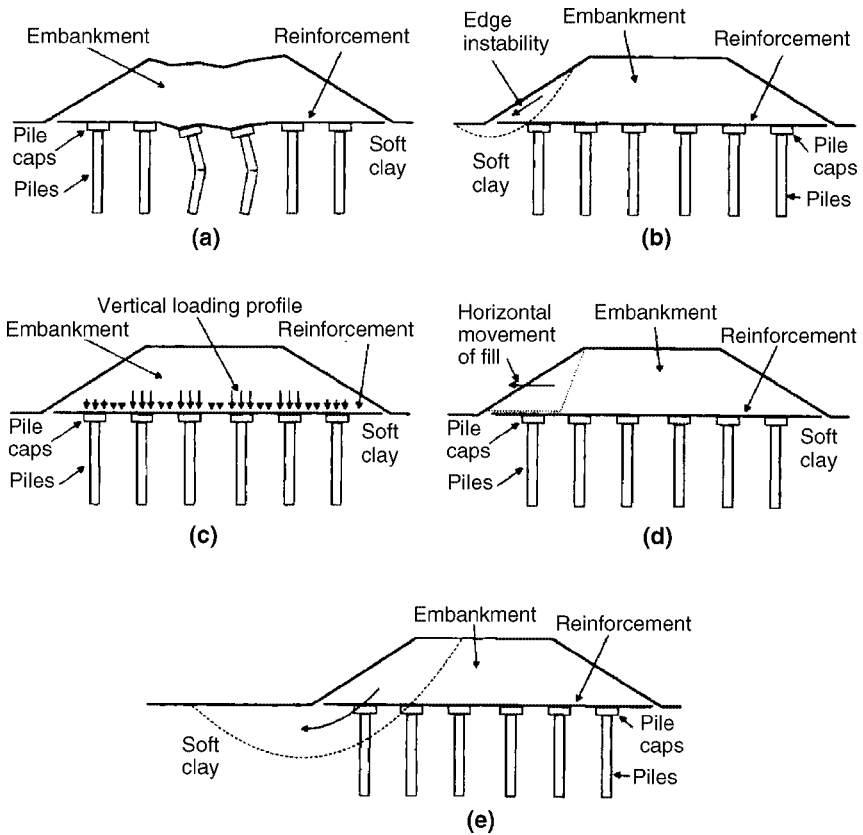 Embankment
Reinforcement
Pile
caps
Piles
Soft
clay
(a)
Edge
instability
Embankment
Reinforcement
Soft
clay
Pile
caps
Piles
(b)
Vertical loading profile
Embankment
Reinforcement
Pile
caps
Piles
Soft
clay
(c)
Horizontal
movement
of fill
Embankment
Reinforcement
Pile
caps
Piles
Soft
clay
(d)
Embankment
Reinforcement
Soft
clay
Pile
caps
Piles
(e)